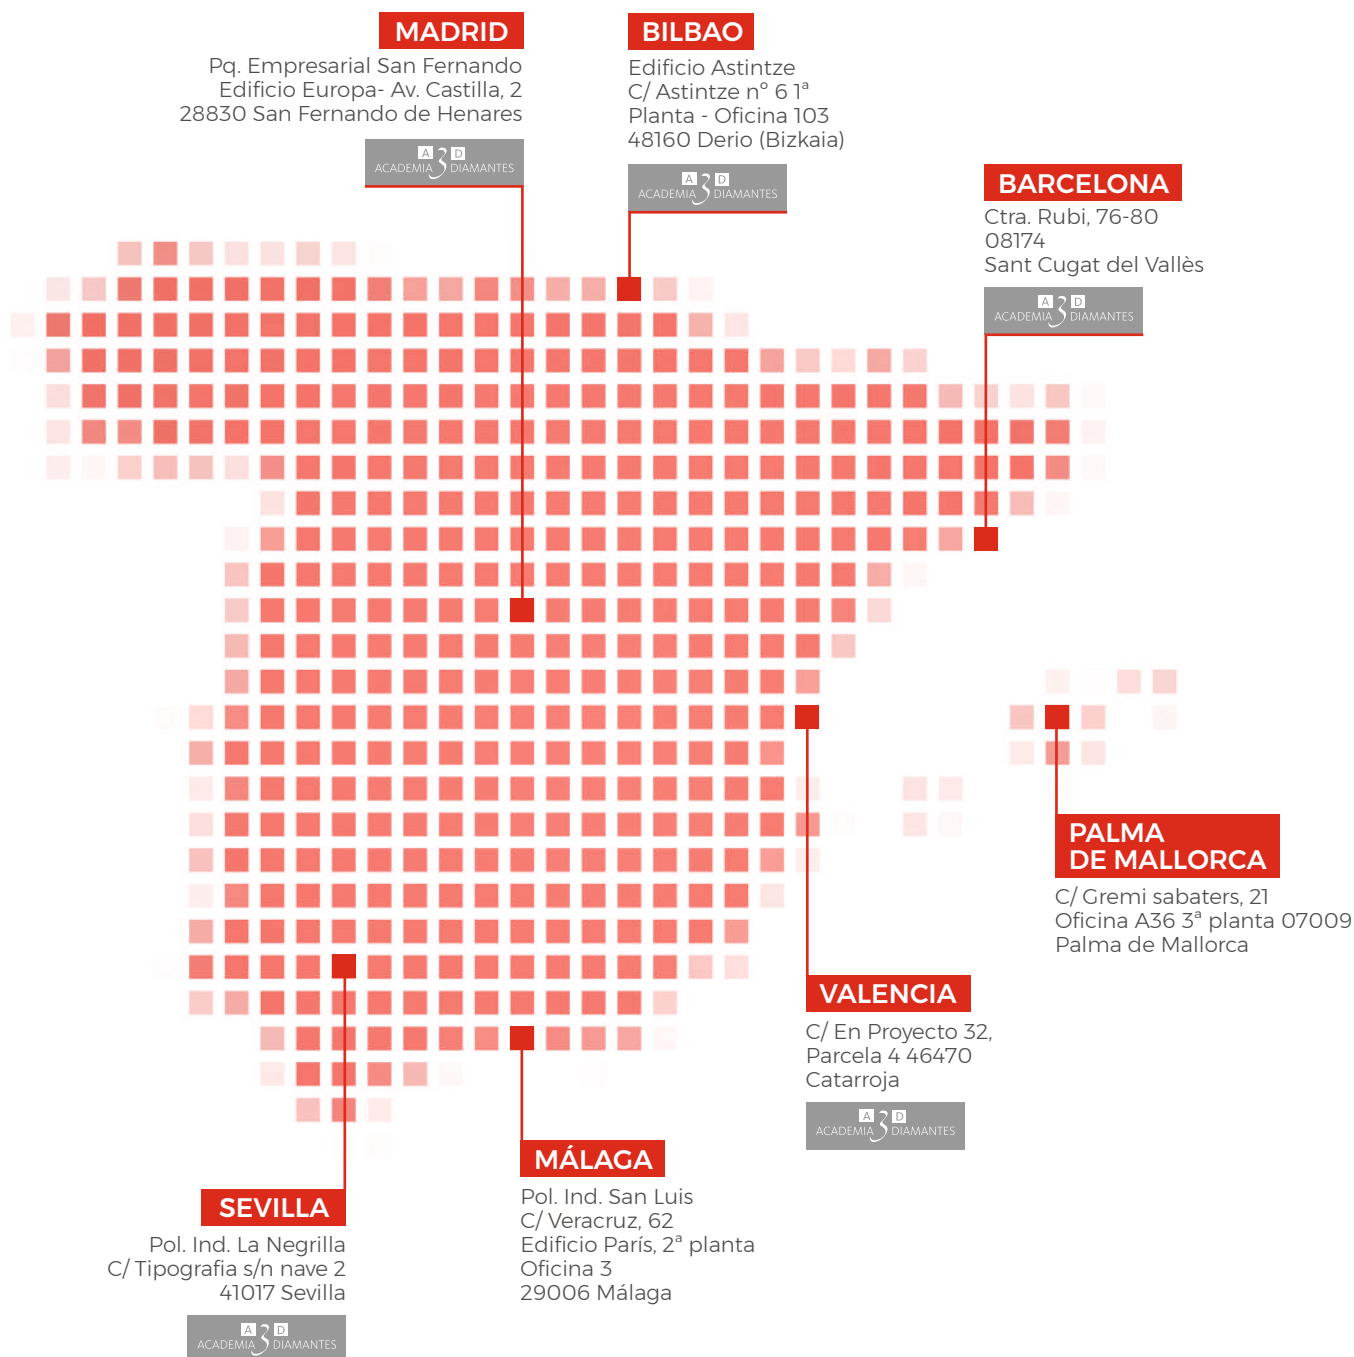 MADRID
Pq. Empresarial San Fernando
Edificio Europa- Av. Castilla, 2
28830 San Fernando de Henares
A D
ACADEMIA 3 DIAMANTES
BILBAO
Edificio Astintze
C/ Astintze nº 6 1ª
Planta - Oficina 103
48160 Derio (Bizkaia)
A D
ACADEMIA 3 DIAMANTES
BARCELONA
Ctra. Rubi, 76-80
08174
Sant Cugat del Vallès
A D
ACADEMIA 3 DIAMANTES
PALMA
DE MALLORCA
C/ Gremi sabaters, 21
Oficina A36 3ª planta 07009
Palma de Mallorca
VALENCIA
C/ En Proyecto 32,
Parcela 4 46470
Catarroja
A D
ACADEMIA 3 DIAMANTES
MÁLAGA
Pol. Ind. San Luis
C/ Veracruz, 62
Edificio París, 2ª planta
Oficina 3
29006 Málaga
SEVILLA
Pol. Ind. La Negrilla
C/ Tipografia s/n nave 2
41017 Sevilla
A D
ACADEMIA 3 DIAMANTES